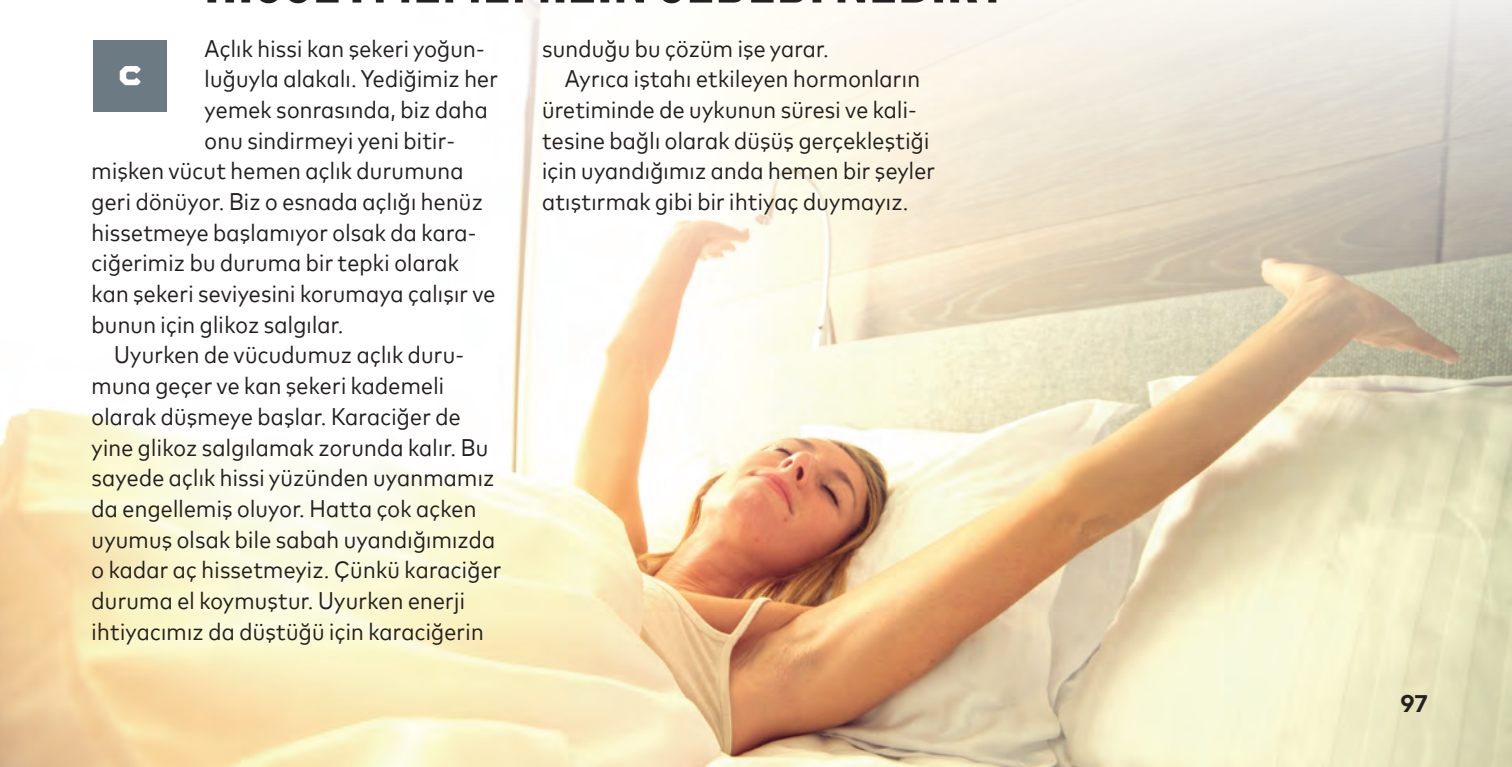 HİSSETMEMEMİZİN SEBEBİ NEDİR?
C
Açlık hissi kan şekeri yoğun-
luğuyla alakalı. Yediğimiz her
yemek sonrasında, biz daha
onu sindirmeyi yeni bitir-
mişken vücut hemen açlık durumuna
geri dönüyor. Biz o esnada açlığı henüz
hissetmeye başlamıyor olsak da kara-
ciğerimiz bu duruma bir tepki olarak
kan şekeri seviyesini korumaya çalışır ve
bunun için glikoz salgılar.
Uyurken de vücudumuz açlık duru-
muna geçer ve kan şekeri kademeli
olarak düşmeye başlar. Karaciğer de
yine glikoz salgılamak zorunda kalır. Bu
sayede açlık hissi yüzünden uyanmamız
da engellemiş oluyor. Hatta çok açken
uyumuş olsak bile sabah uyandığımızda
o kadar aç hissetmeyiz. Çünkü karaciğer
duruma el koymuştur. Uyurken enerji
ihtiyacımız da düştüğü için karaciğerin
sunduğu bu çözüm işe yarar.
Ayrıca iştahı etkileyen hormonların
üretiminde de uykunun süresi ve kali-
tesine bağlı olarak düşüş gerçekleştiği
için uyandığımız anda hemen bir şeyler
atıştırmak gibi bir ihtiyaç duymayız.
97